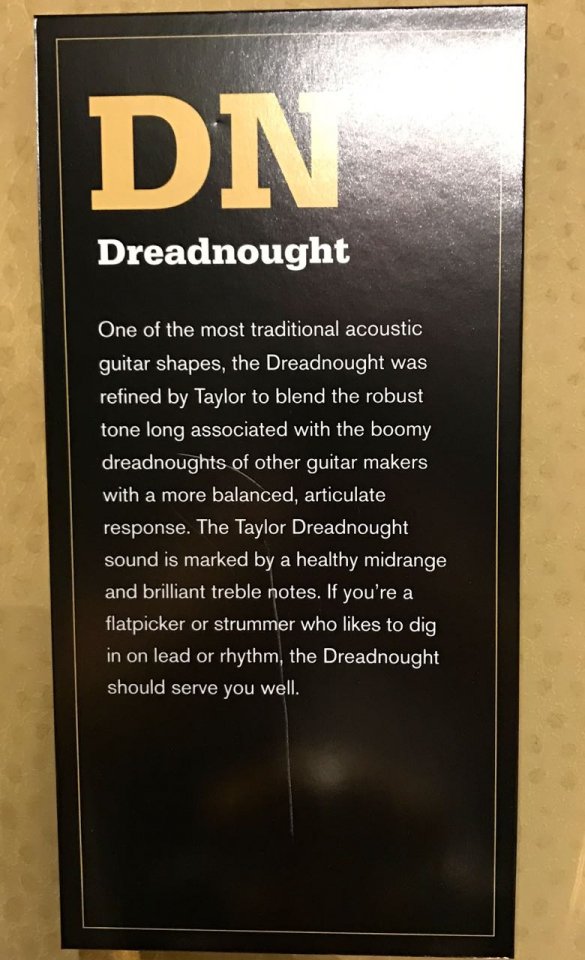 DN
Dreadnought
One of the most traditional acoustic
guitar shapes, the Dreadnought was
refined by Taylor to blend the robust
tone long associated with the boomy
dreadnoughts of other guitar makers
with a more balanced, articulate
response. The Taylor Dreadnought
sound is marked by a healthy midrange
and brilliant treble notes. If you’re a
flatpicker or strummer who likes to dig
in on lead or rhythm, the Dreadnought
should serve you well.